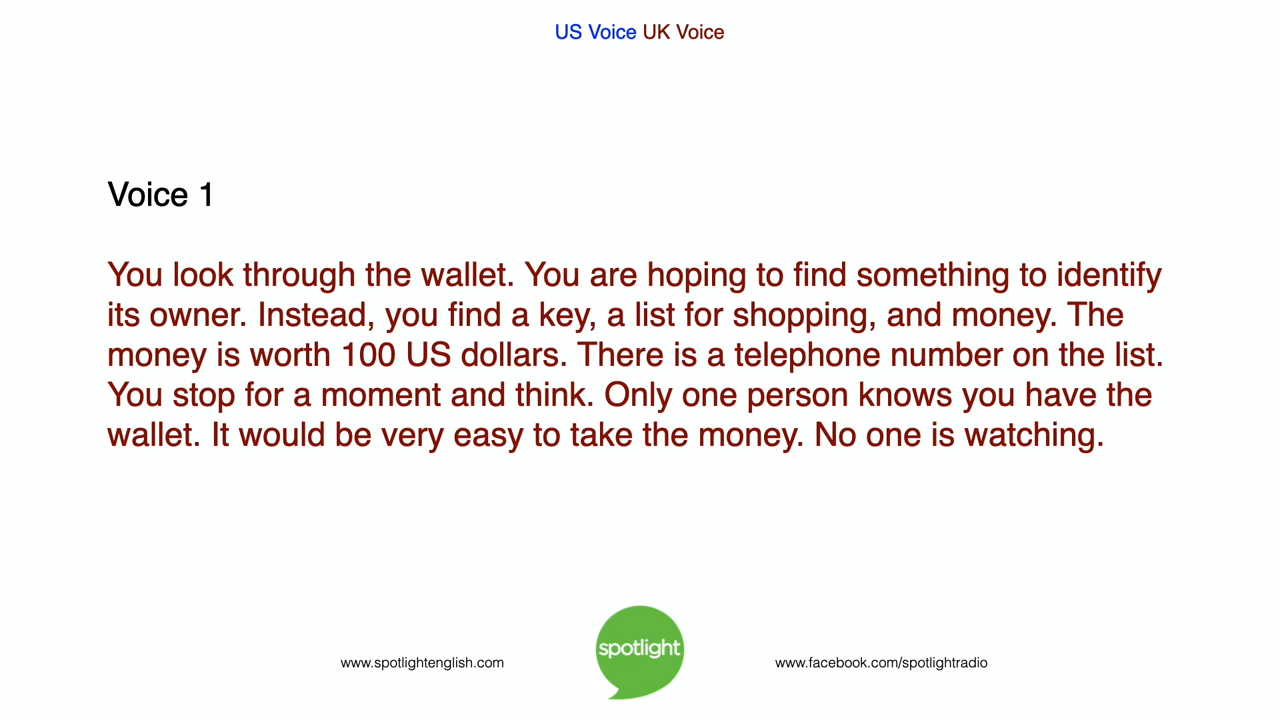 US Voice UK Voice
Voice 1
You look through the wallet. You are hoping to find something to identify
its owner. Instead, you find a key, a list for shopping, and money. The
money is worth 100 US dollars. There is a telephone number on the list.
You stop for a moment and think. Only one person knows you have the
wallet. It would be very easy to take the money. No one is watching.
spotlight
www.spotlightenglish.com
www.facebook.com/spotlightradio